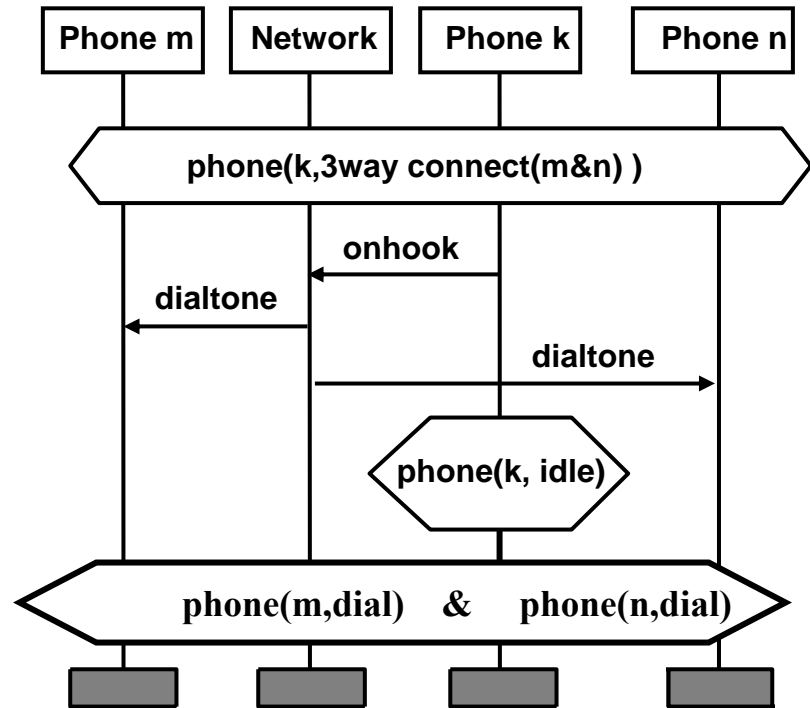 Phone m Network Phone k Phone n
phone(k,3way connect(m&n) )
onhook
dialtone
dialtone
phone(k, idle)
phone(m,dial) & phone(n,dial)